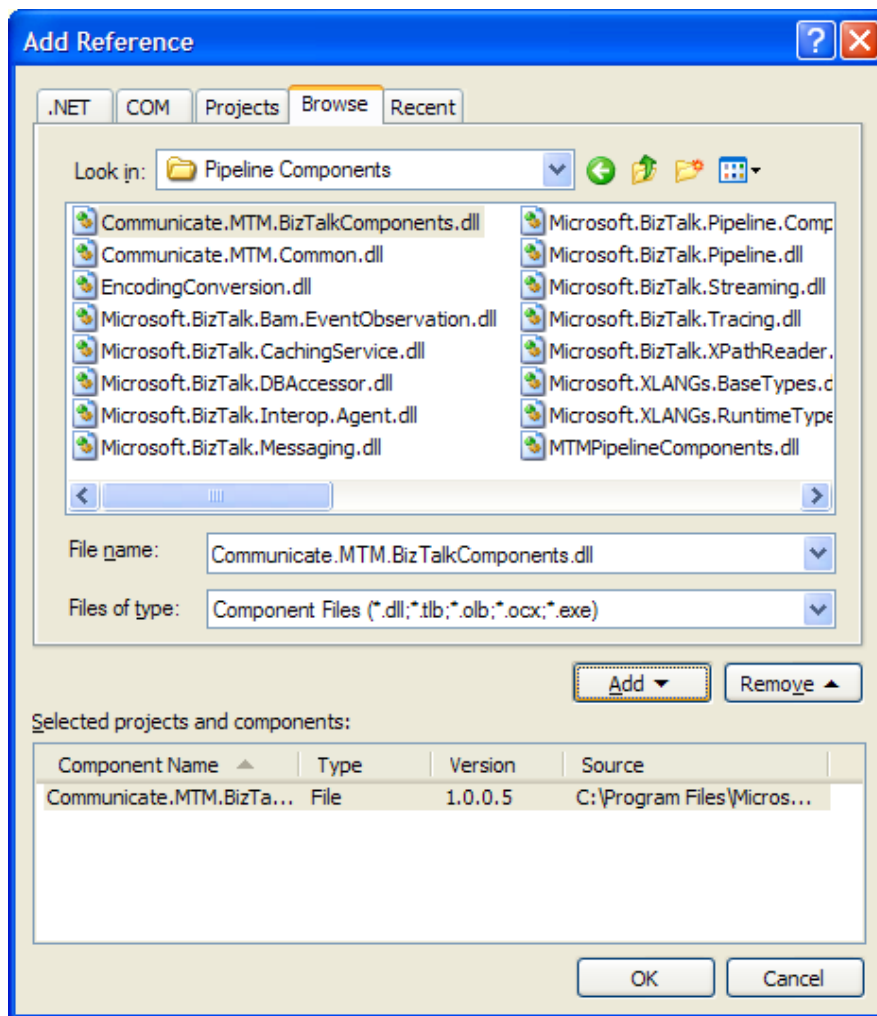 Add Reference
.NET COM Projects Browse Recent
Look in: Pipeline Components
Communicate.MTM.BizTalkComponents.dll
Communicate.MTM.Common.dll
EncodingConversion.dll
Microsoft.BizTalk.Bam.EventObservation.dll
Microsoft.BizTalk.CachingService.dll
Microsoft.BizTalk.DBAccessor.dll
Microsoft.BizTalk.Interop.Agent.dll
Microsoft.BizTalk.Messaging.dll
Microsoft.BizTalk.Pipeline.Comp
Microsoft.BizTalk.Pipeline.dll
Microsoft.BizTalk.Streaming.dll
Microsoft.BizTalk.Tracing.dll
Microsoft.BizTalk.XPathReader.
Microsoft.XLANGs.BaseTypes.d
Microsoft.XLANGs.RuntimeType
MTMPipelineComponents.dll
File name: Communicate.MTM.BizTalkComponents.dll
Files of type: Component Files (*.dll;*.tlb;*.olb;*.ocx;*.exe)
Add Remove
Selected projects and components:
Component Name Type Version Source
Communicate.MTM.BizTa... File 1.0.0.5 C:\Program Files\Micros...
OK Cancel